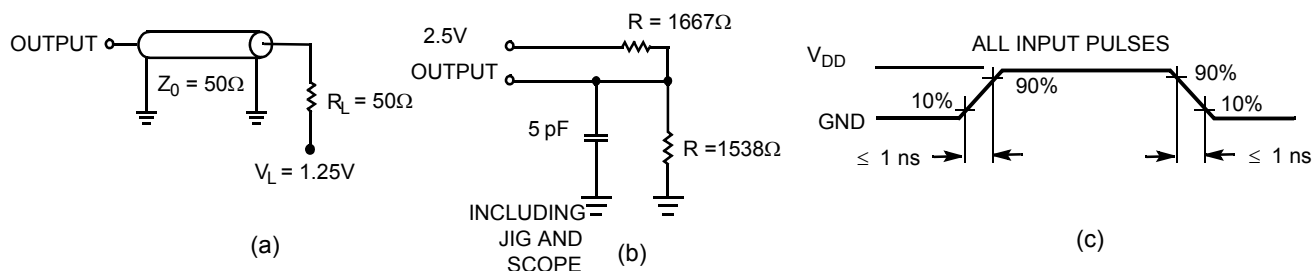 OUTPUT
Z0 = 50Ω
RL = 50Ω
VL = 1.25V
(a)
R = 1667Ω
2.5V
OUTPUT
5 pF
R =1538Ω
INCLUDING
JIG AND
SCOPE
(b)
ALL INPUT PULSES
VDD
90%
90%
10%
10%
GND
≤ 1 ns
≤ 1 ns
(c)